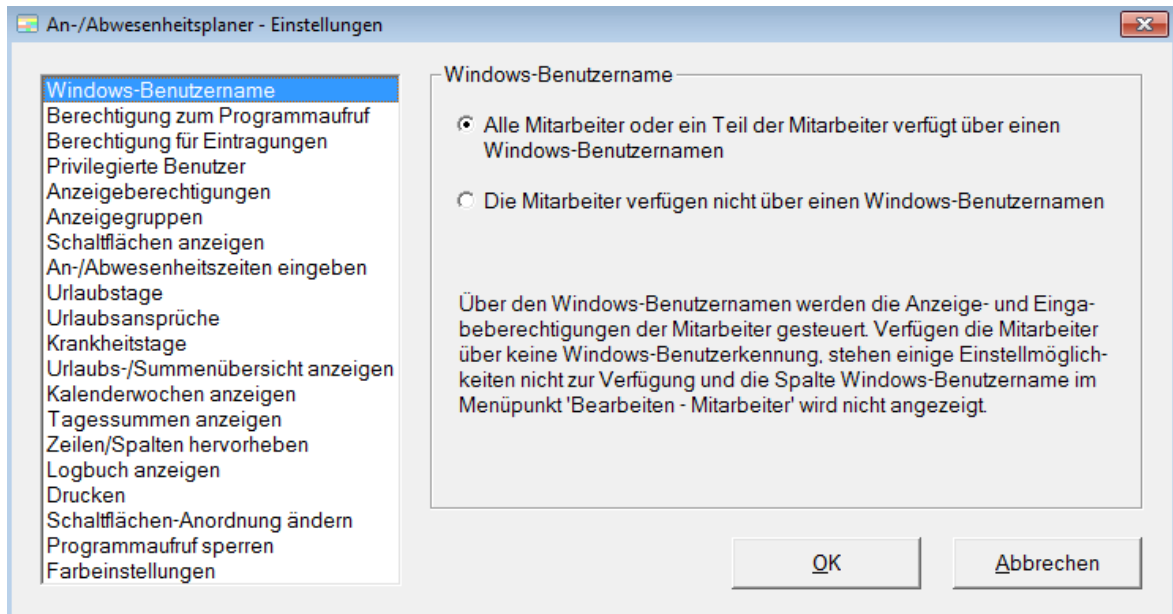 An-/Abwesenheitsplaner - Einstellungen
Windows-Benutzername
Berechtigung zum Programmaufruf
Berechtigung für Eintragungen
Privilegierte Benutzer
Anzeigeberechtigungen
Anzeigegruppen
Schaltflächen anzeigen
An-/Abwesenheitszeiten eingeben
Urlaubstage
Urlaubsansprüche
Krankheitstage
Urlaubs-/Summenübersicht anzeigen
Kalenderwochen anzeigen
Tagessummen anzeigen
Zeilen/Spalten hervorheben
Logbuch anzeigen
Drucken
Schaltflächen-Anordnung ändern
Programmaufruf sperren
Farbeinstellungen
Windows-Benutzername
Alle Mitarbeiter oder ein Teil der Mitarbeiter verfügt über einen
Windows-Benutzernamen
Die Mitarbeiter verfügen nicht über einen Windows-Benutzernamen
Über den Windows-Benutzernamen werden die Anzeige- und Einga-
beberechtigungen der Mitarbeiter gesteuert. Verfügen die Mitarbeiter
über keine Windows-Benutzerkennung, stehen einige Einstellmöglich-
keiten nicht zur Verfügung und die Spalte Windows-Benutzername im
Menüpunkt 'Bearbeiten - Mitarbeiter' wird nicht angezeigt.
OK
Abbrechen